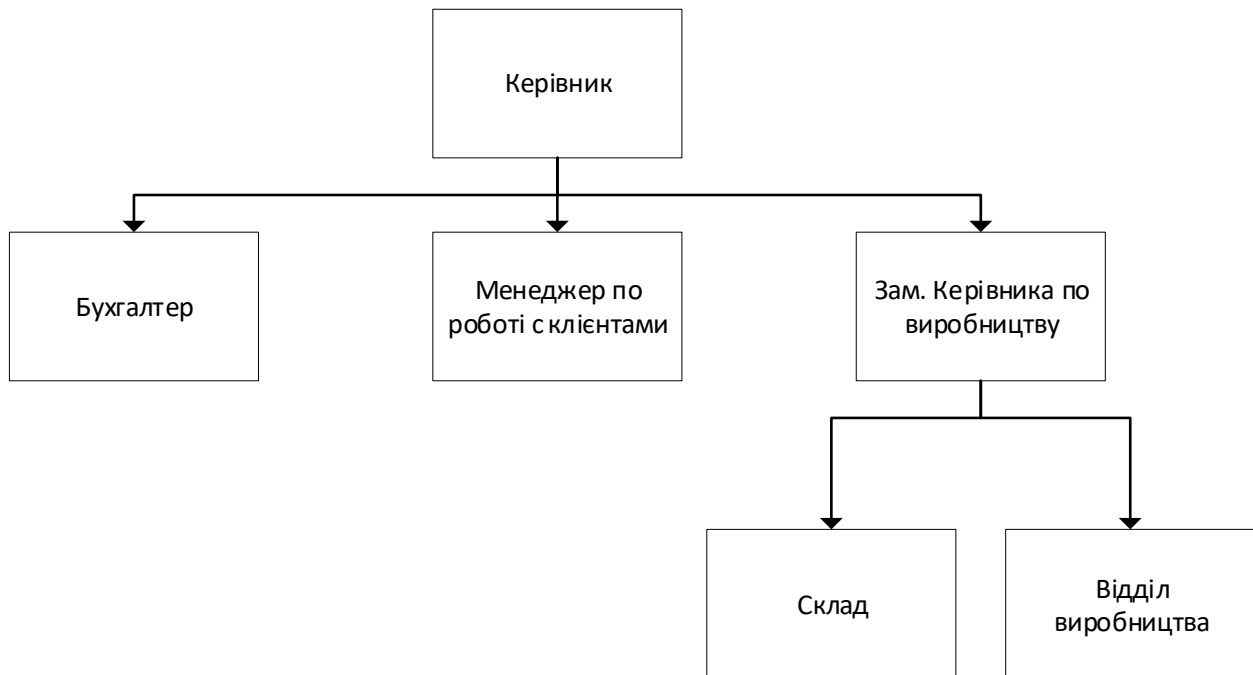 Керівник
Бухгалтер
Менеджер по
роботі с клієнтами
Зам. Керівника по
виробництву
Склад
Відділ
виробництва